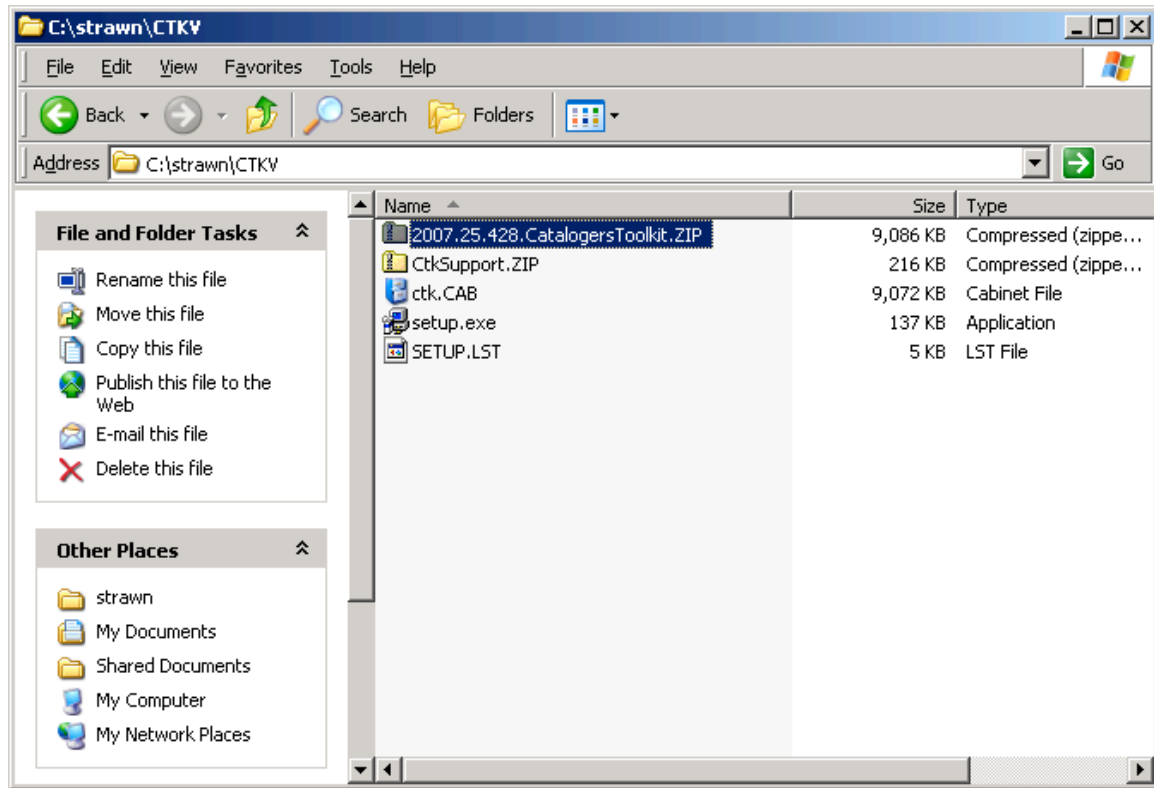 C:\strawn\CTKV
File Edit View Favorites Tools Help
Back Search Folders
Address C:\strawn\CTKV Go
File and Folder Tasks
Rename this file
Move this file
Copy this file
Publish this file to the
Web
E-mail this file
Delete this file
Other Places
strawn
My Documents
Shared Documents
My Computer
My Network Places
Name Size Type
2007.25.428.CatalogersToolkit.ZIP 9,086 KB Compressed (zippe...
CtkSupport.ZIP 216 KB Compressed (zippe...
ctk.CAB 9,072 KB Cabinet File
setup.exe 137 KB Application
SETUP.LST 5 KB LST File